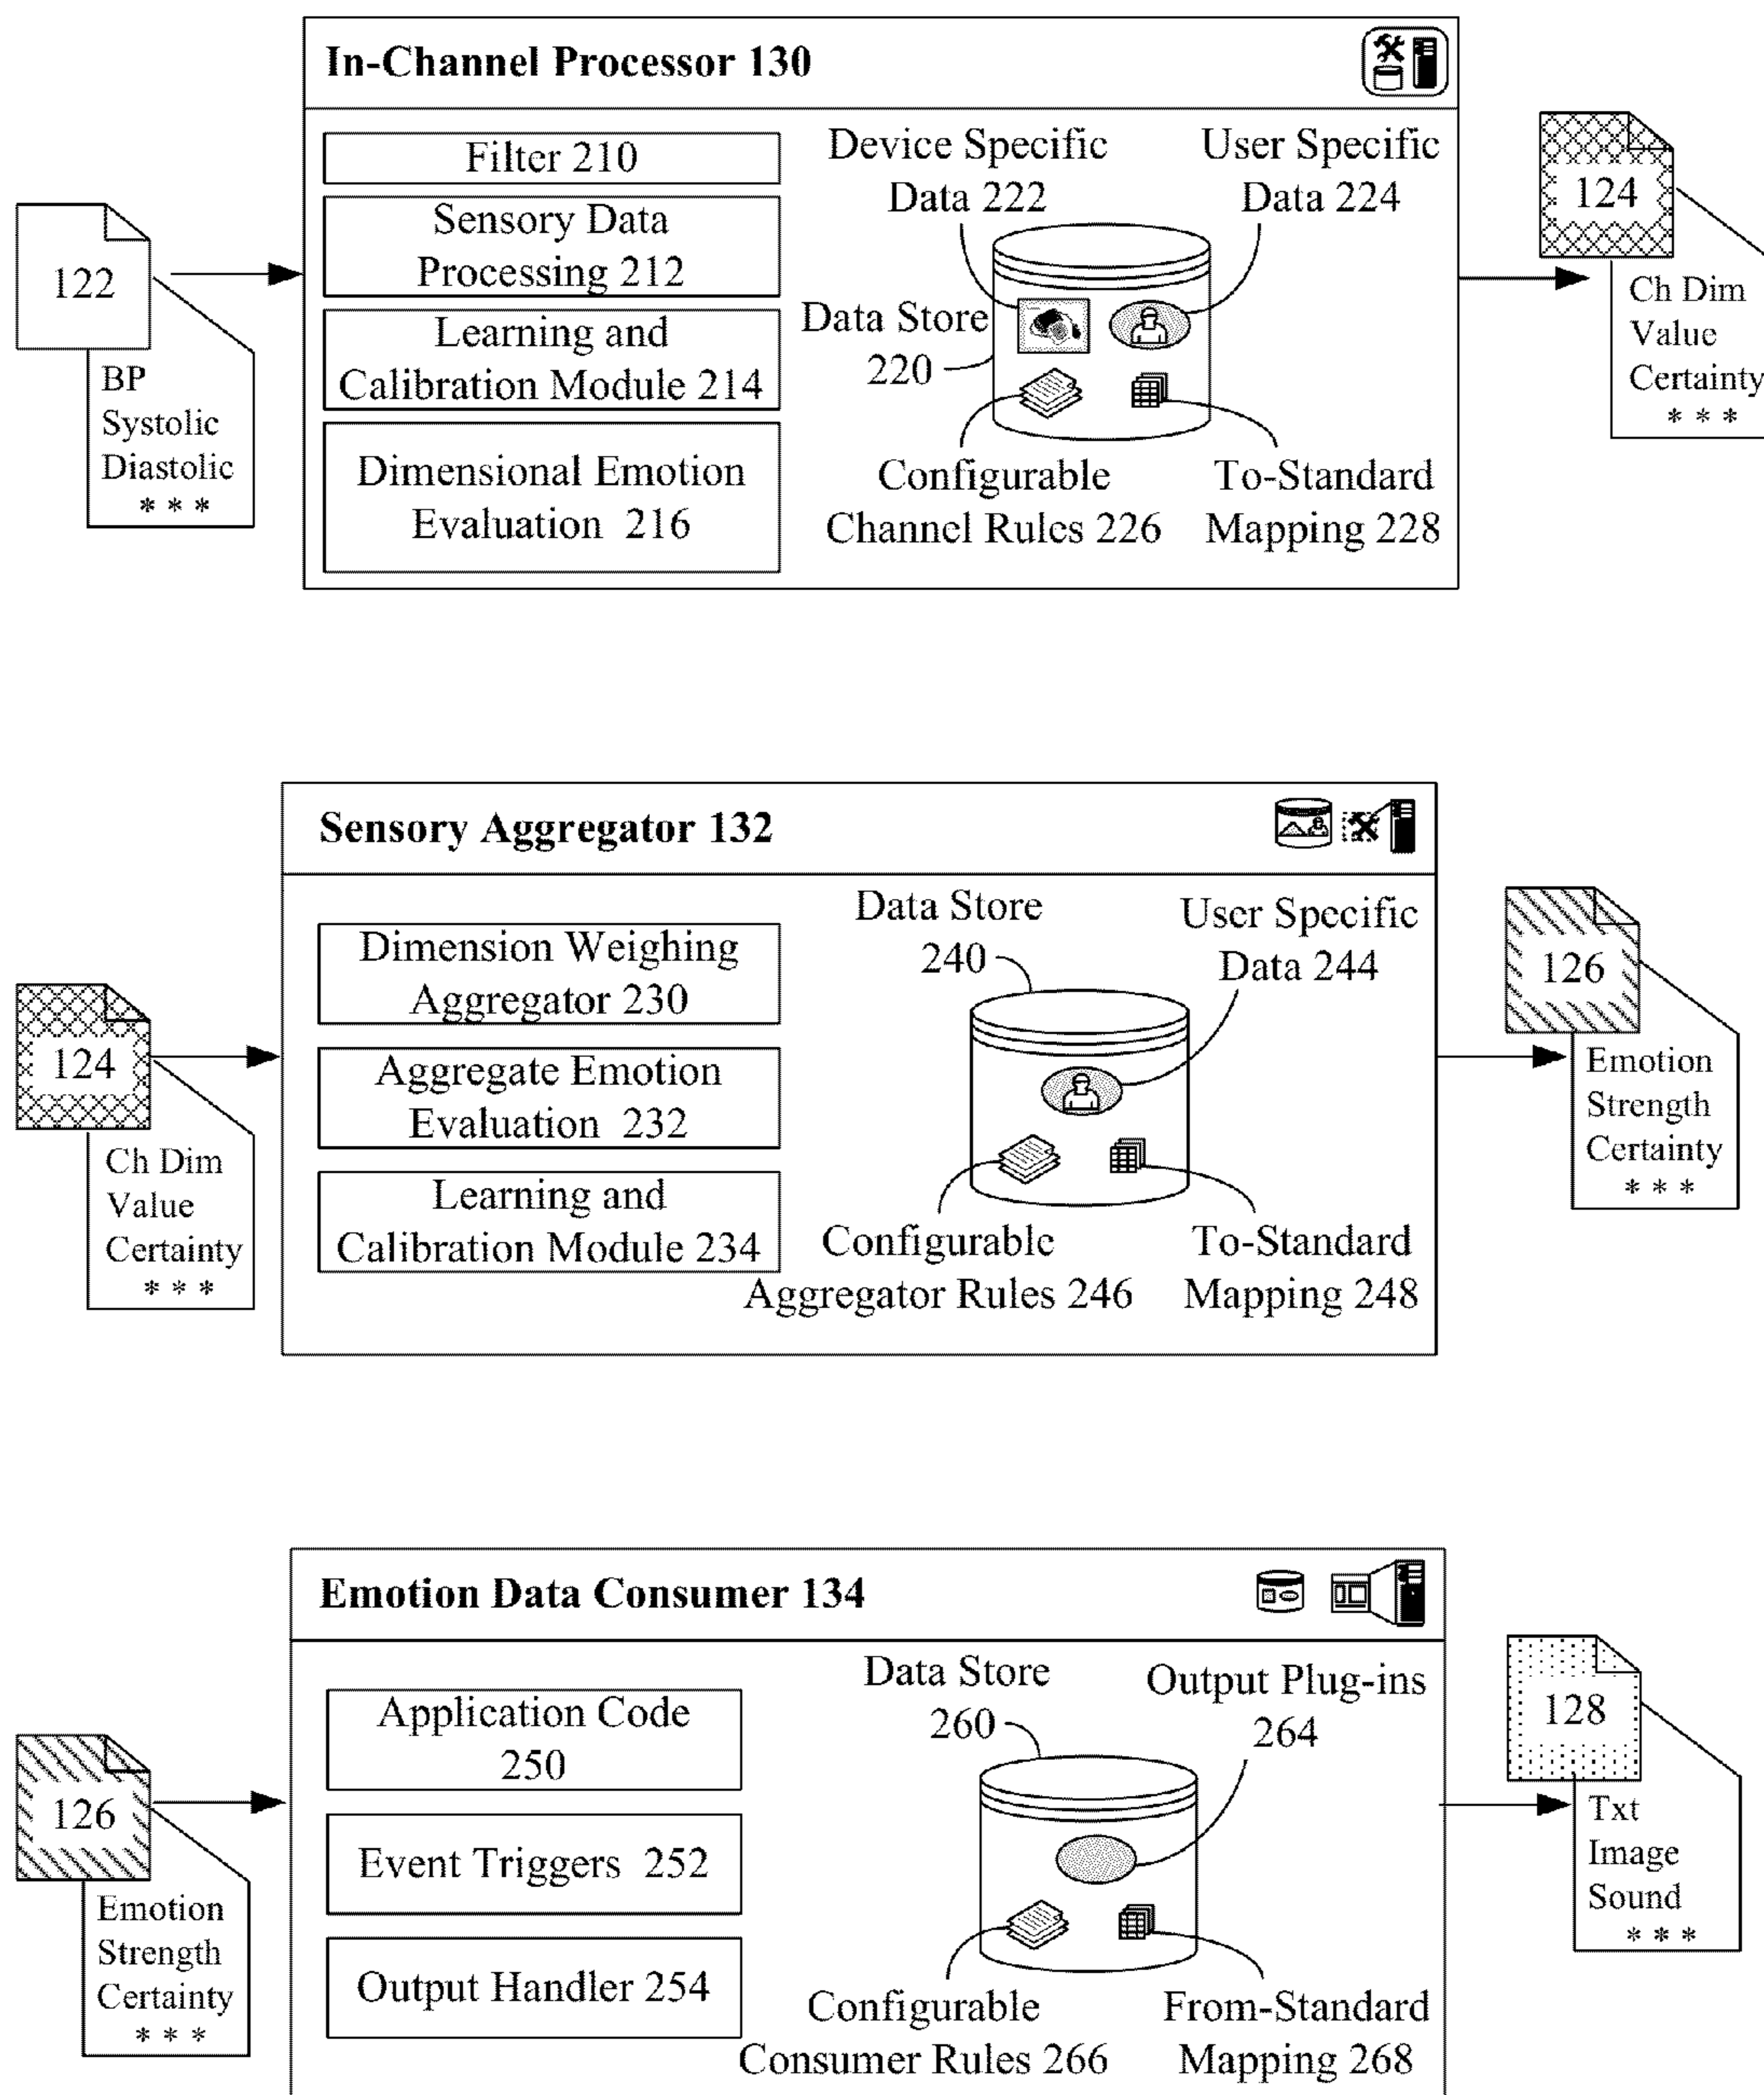 In-Channel Processor 130
Filter 210
Sensory Data
Processing 212
Learning and
Calibration Module 214
Dimensional Emotion
Evaluation 216
Device Specific
Data 222
User Specific
Data 224
Data Store
220
Configurable
Channel Rules 226
To-Standard
Mapping 228
122
BP
Systolic
Diastolic
* * *
124
Ch Dim
Value
Certainty
* * *
Sensory Aggregator 132
Dimension Weighing
Aggregator 230
Aggregate Emotion
Evaluation 232
Learning and
Calibration Module 234
Data Store
240
User Specific
Data 244
Configurable
Aggregator Rules 246
To-Standard
Mapping 248
124
Ch Dim
Value
Certainty
* * *
126
Emotion
Strength
Certainty
* * *
Emotion Data Consumer 134
Application Code
250
Event Triggers 252
Output Handler 254
Data Store
260
Output Plug-ins
264
Configurable
Consumer Rules 266
From-Standard
Mapping 268
126
Emotion
Strength
Certainty
* * *
128
Txt
Image
Sound
* * *